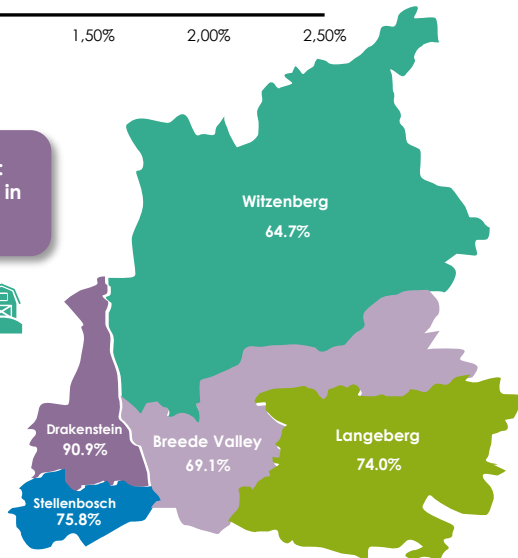 1,50% 2,00% 2,50%
:
in
Witzenberg
64.7%
Drakenstein
90.9%
Breede Valley
69.1%
Langeberg
74.0%
Stellenbosch
75.8%